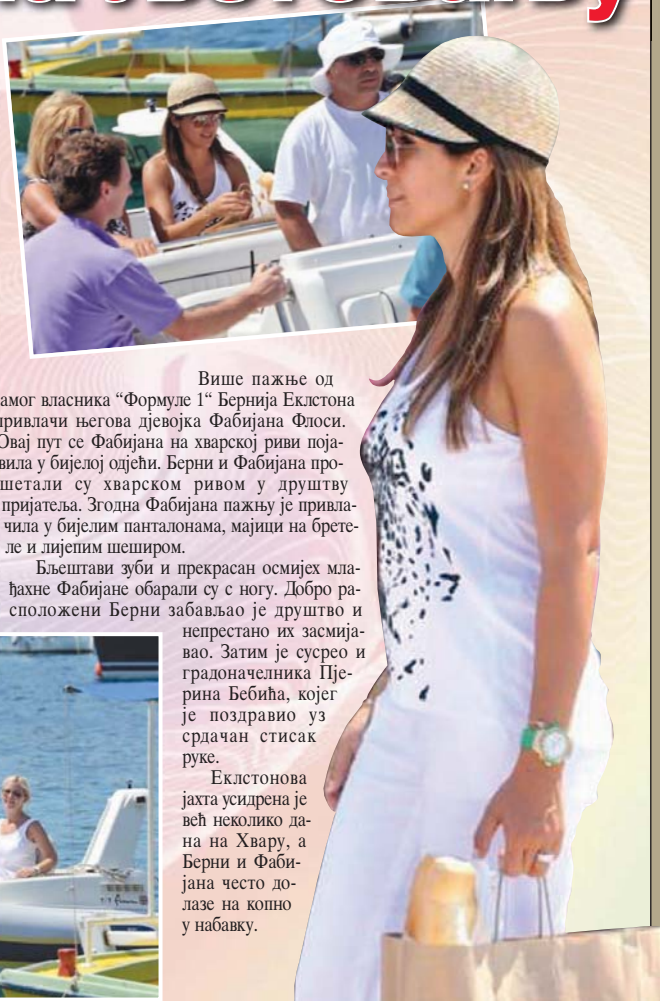 Више пажње од
амог власника “Формуле 1“ Бернија Еклстона
привлачи његова дјевојка Фабијана Флоси.
Овај пут се Фабијана на хварској риви поја-
вила у бијелој одјећи. Берни и Фабијана про-
шетали су хварском ривом у друштву
пријатеља. Згодна Фабијана пажњу је привла-
чила у бијелим панталонама, мајици на брете-
ле и лијепим шеширом.
Бљештави зуби и прекрасан осмијех мла-
ђахне Фабијане обарали су с ногу. Добро ра-
сположени Берни забављао је друштво и
непрестано их засмија-
вао. Затим је сусрео и
градоначелника Пје-
рина Бебића, којег
је поздравио уз
срдачан стисак
руке.
Еклстонова
јахта усидрена је
већ неколико да-
на на Хвару, а
Берни и Фаби-
јана често до-
лазе на копно
у набавку.